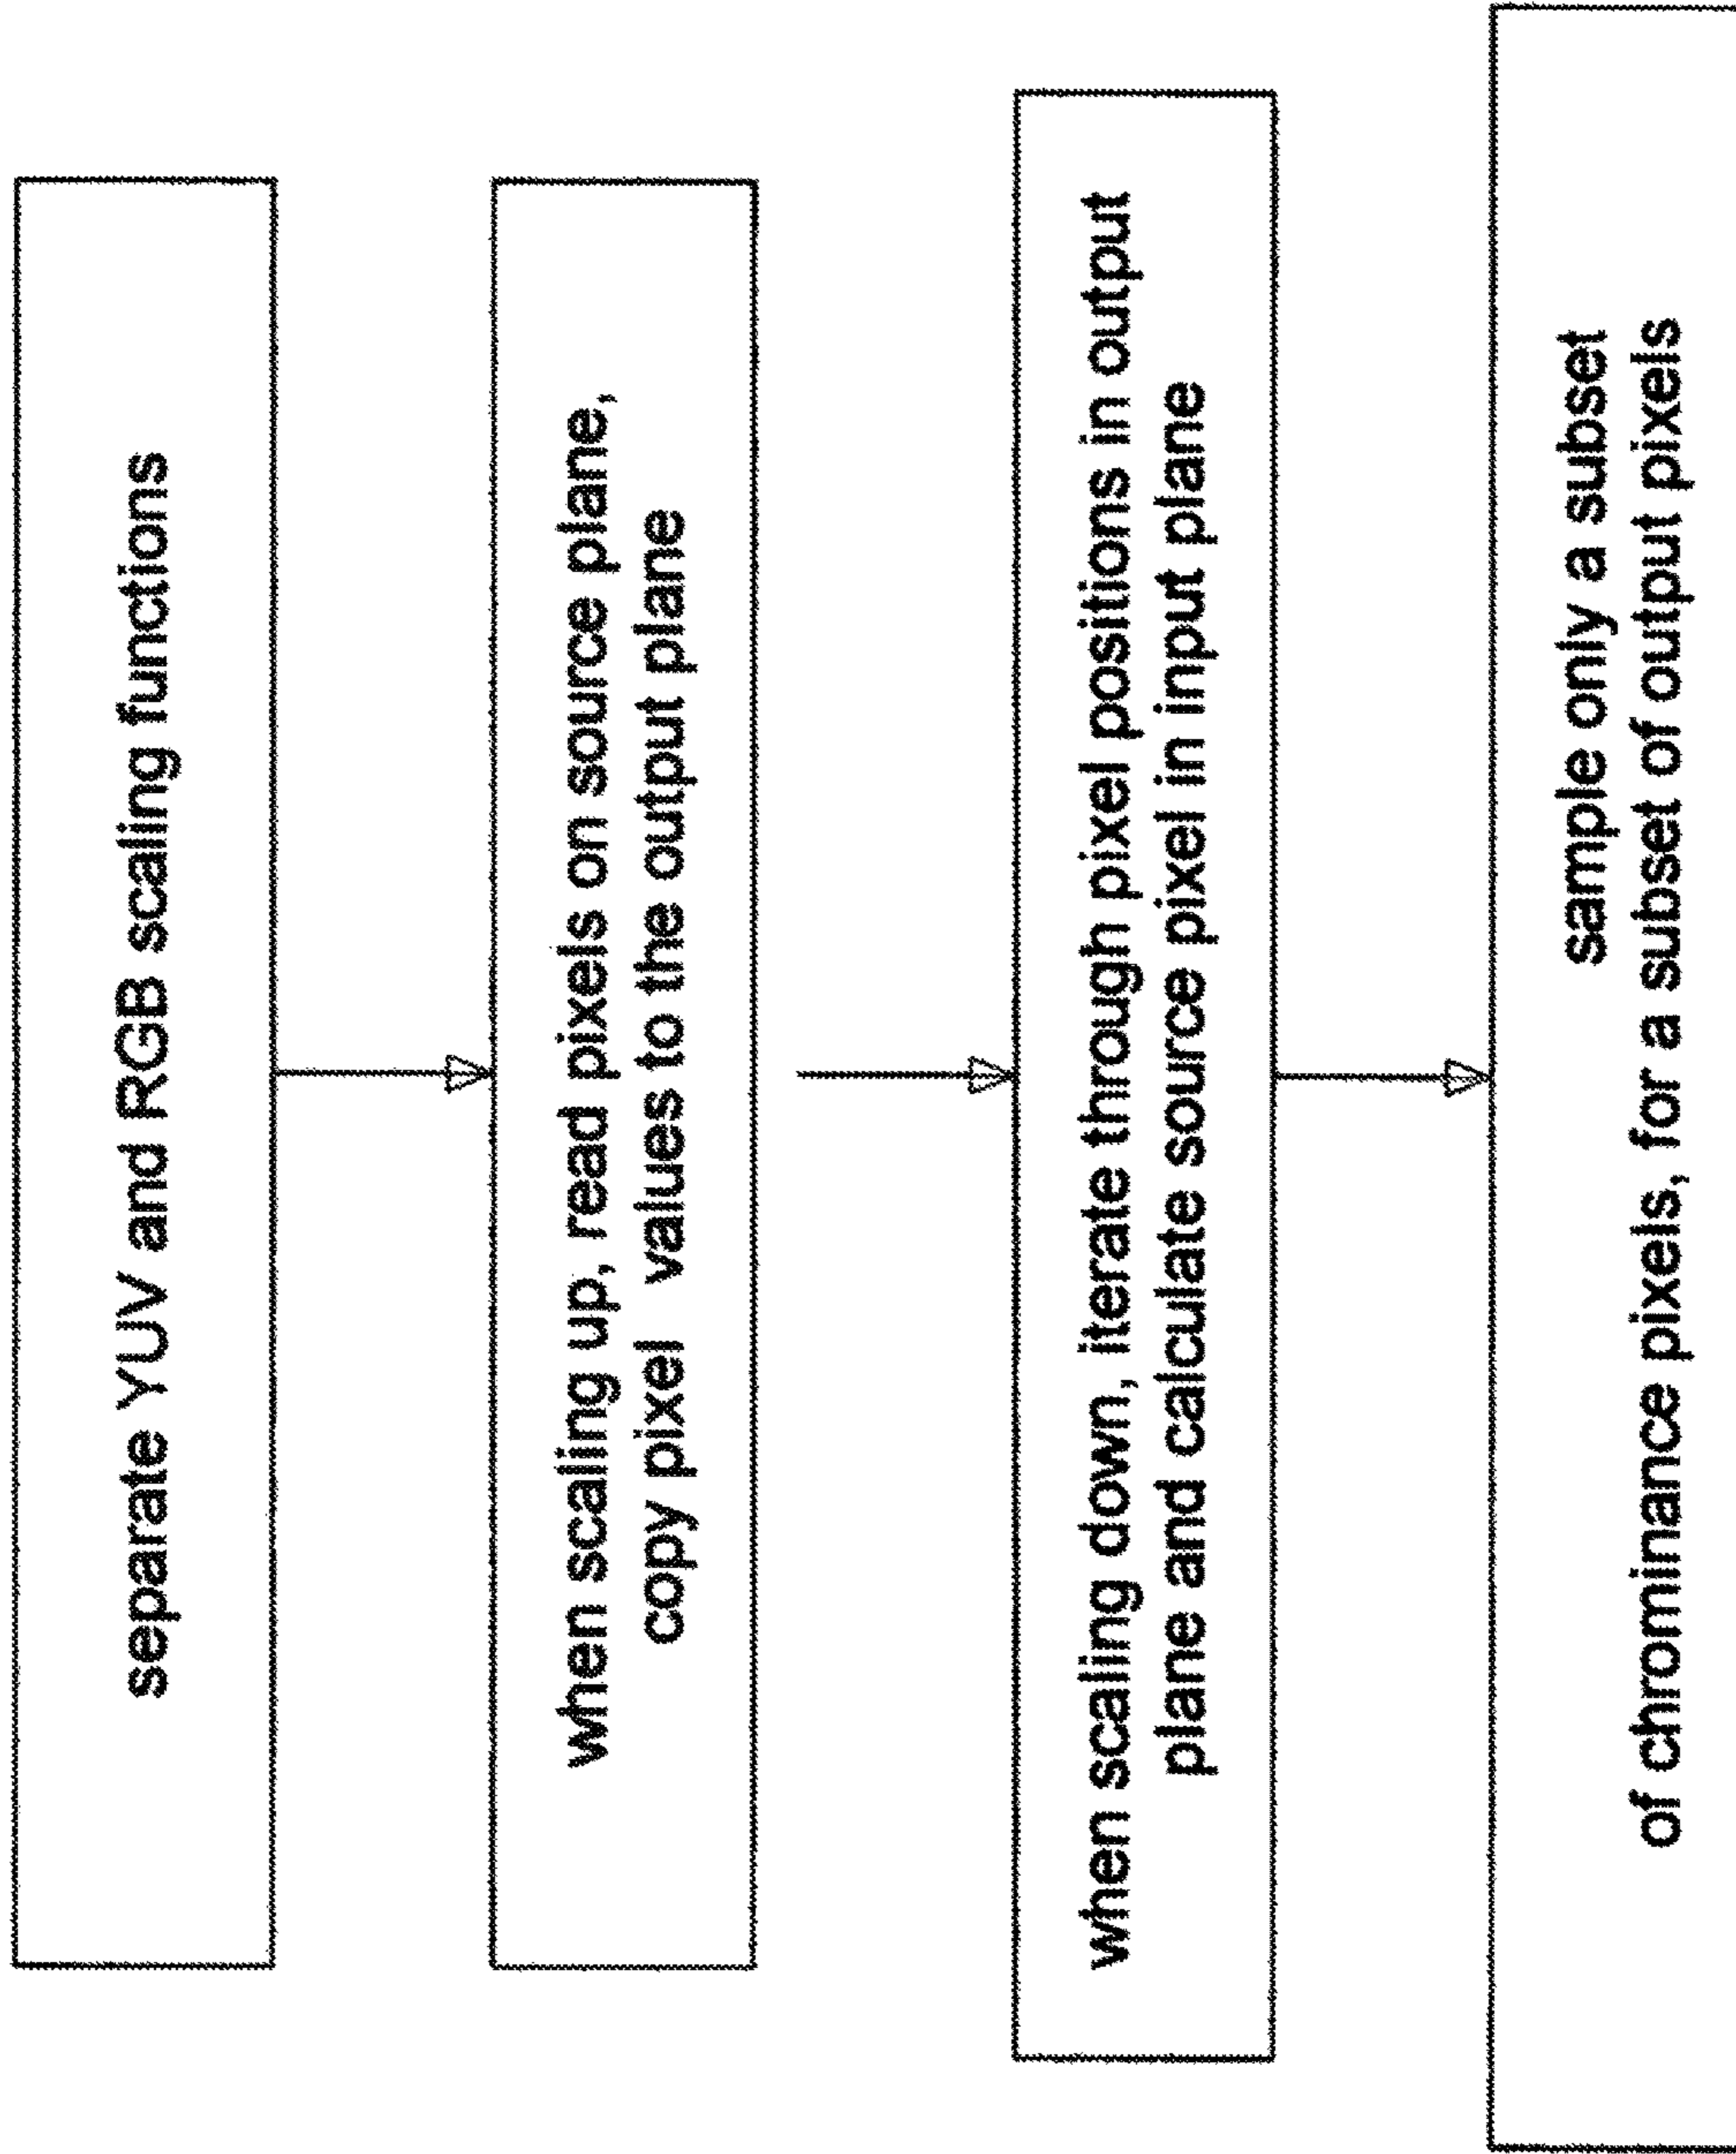 separate YUV and RGB scaling functions
when scaling up, read pixels on source plane,
copy pixel values to the output plane
when scaling down, iterate through pixel positions in output
plane and calculate source pixel in input plane
sample only a subset
of chrominance pixels, for a subset of output pixels